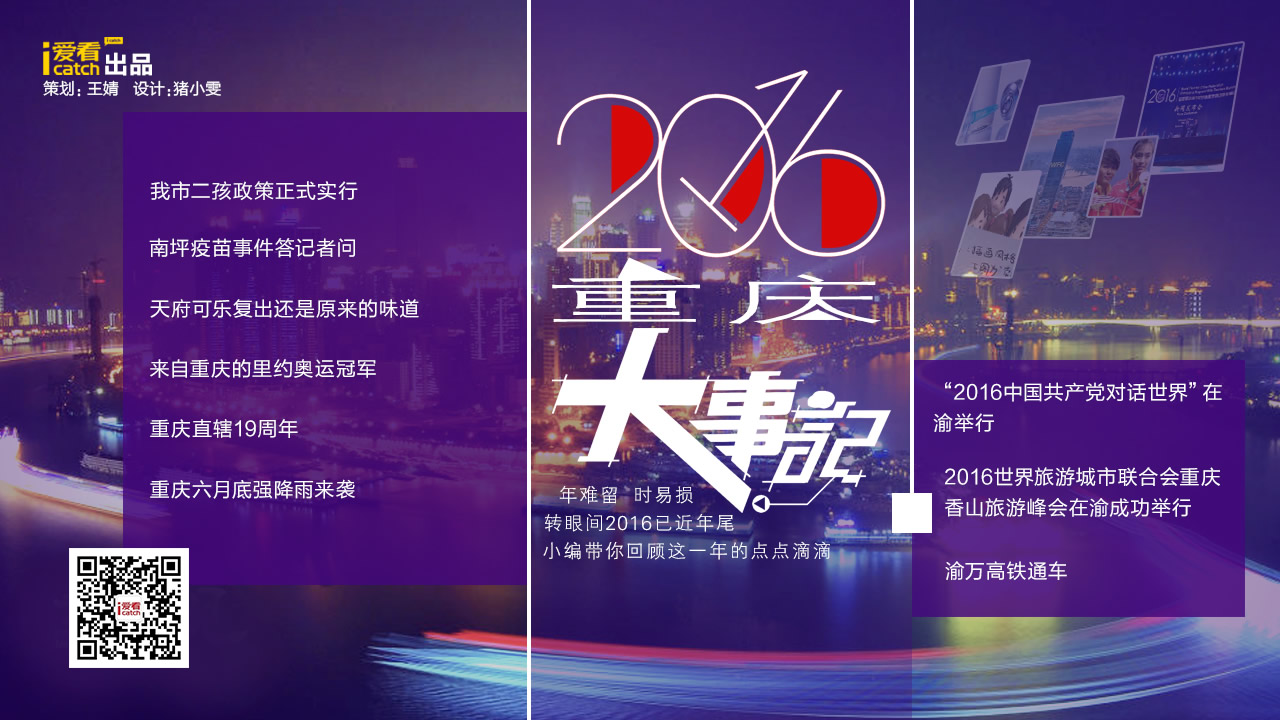 i爱看
catch
出品
策划：王婧 设计：猪小雯
我市二孩政策正式实行
南坪疫苗事件答记者问
天府可乐复出还是原来的味道
来自重庆的里约奥运冠军
重庆直辖19周年
重庆六月底强降雨来袭
i爱看
catch
2016
重庆
大事記
年难留 时易损
转眼间2016已近年尾
小编带你回顾这一年的点点滴滴
2016
“2016中国共产党对话世界”在
渝举行
2016世界旅游城市联合会重庆
香山旅游峰会在渝成功举行
渝万高铁通车